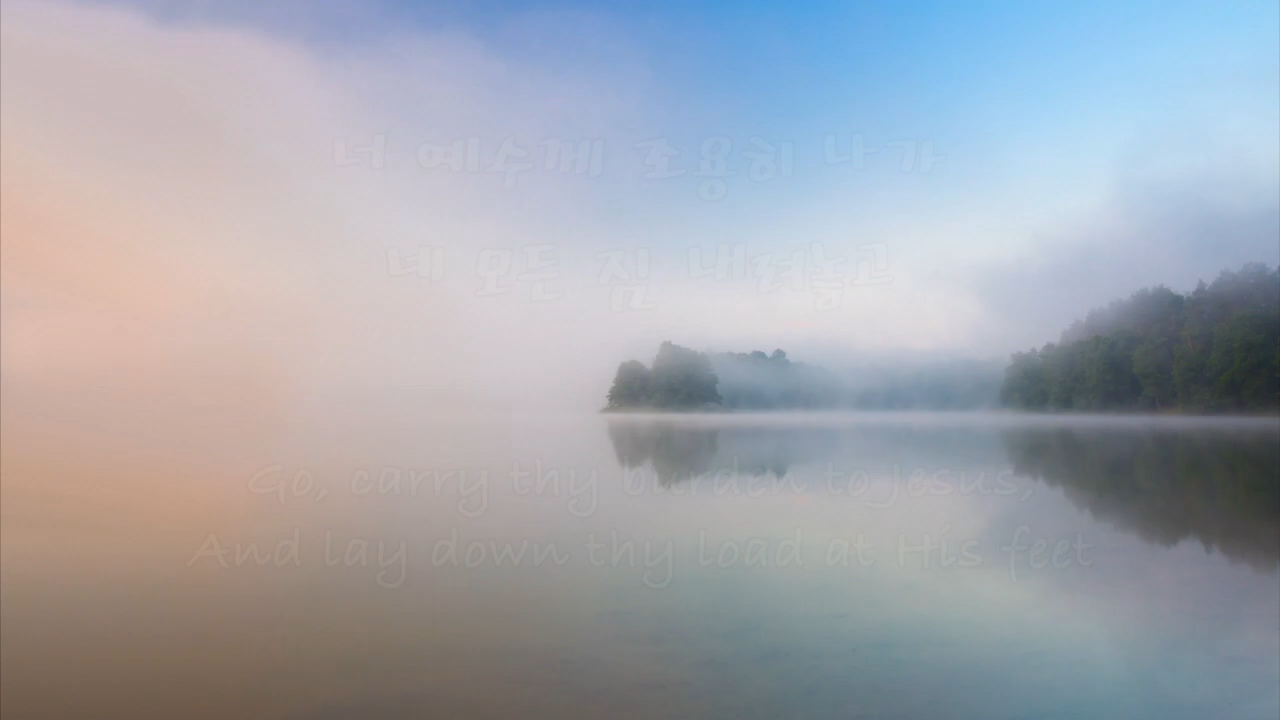 너 예수께 조용히 나가
네 모든 짐 내려놓고
Go, carry thy burden to Jesus,
And lay down thy load at His feet